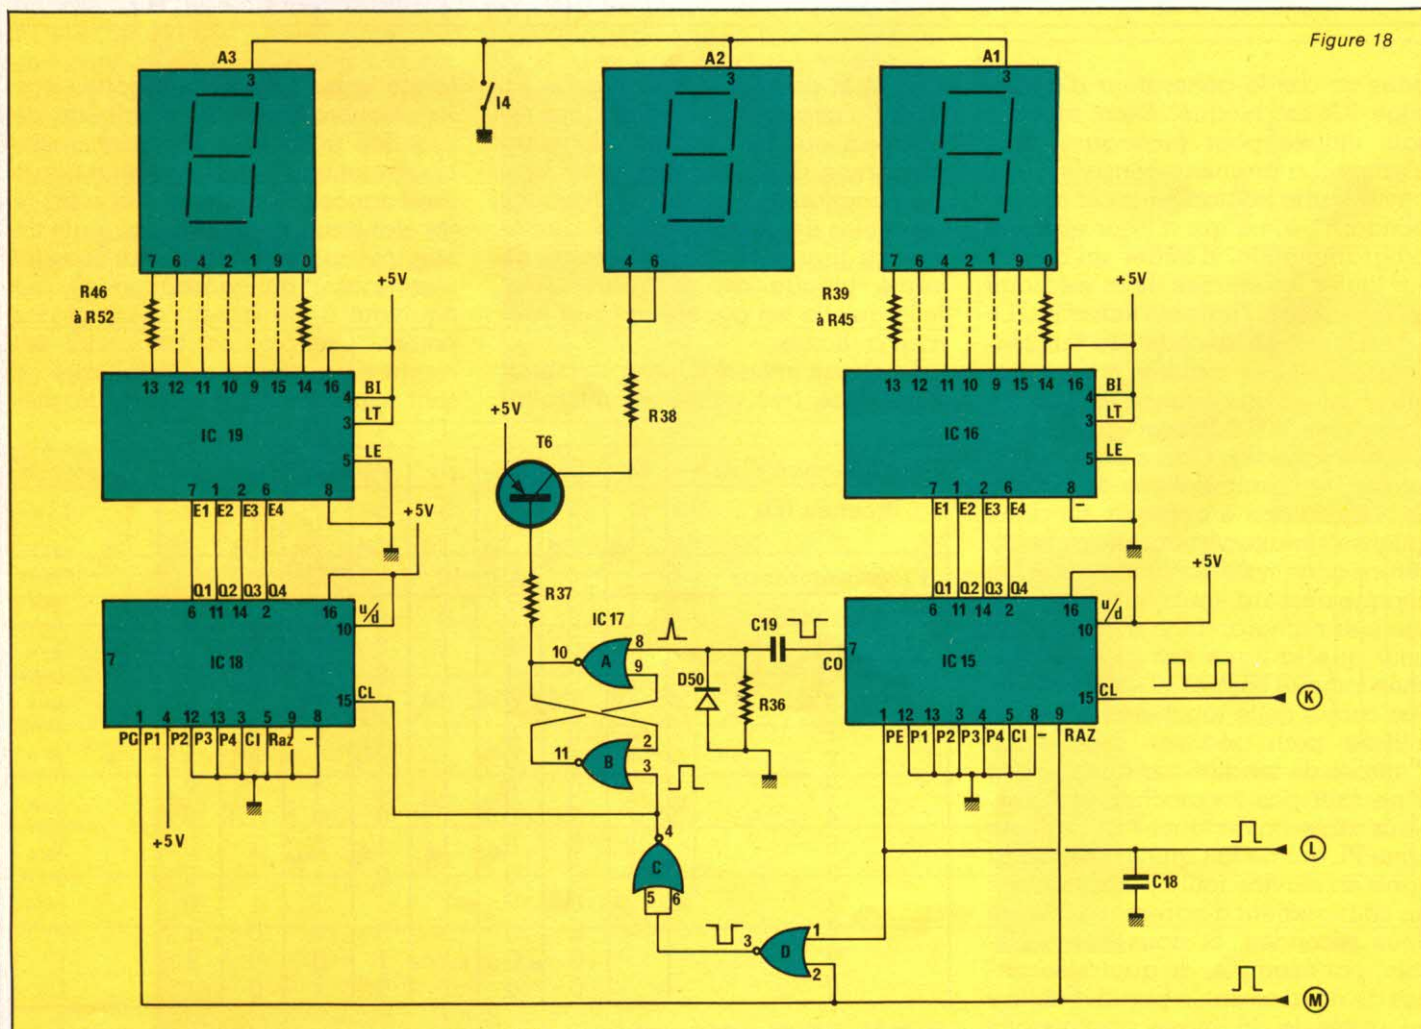 Figure 18
A3
A2
A1
3
3
3
I4
7 6 4 2 1 9 0
4 6
7 6 4 2 1 9 0
R46
à R52
+5V
R39
à R45
+5V
13 12 11 10 9 15 14 16
4 BI
3 LT
5 LE
IC 19
7 1 2 6 8
E1 E2 E3 E4
+5V
T6
R38
13 12 11 10 9 15 14 16
4 BI
3 LT
5 LE
IC 16
7 1 2 6 8
E1 E2 E3 E4 –
+5V
Q1 Q2 Q3 Q4
6 11 14 2 16
u/d
10
7
IC 18
15
CL
1 4 12 13 3 5 9 8
PG P1 P2 P3 P4 CI Raz –
+5V
R37
IC 17
10
A
8
9
11
B
2
3
D50
R36
C19
CO
Q1 Q2 Q3 Q4
6 11 14 2 16
u/d
10
+5V
7
IC 15
15
CL
K
1 12 13 3 4 5 8 9
PE P1 P2 P3 P4 CI – RAZ
4
C
5 6
L
C18
3
D
1
2
M